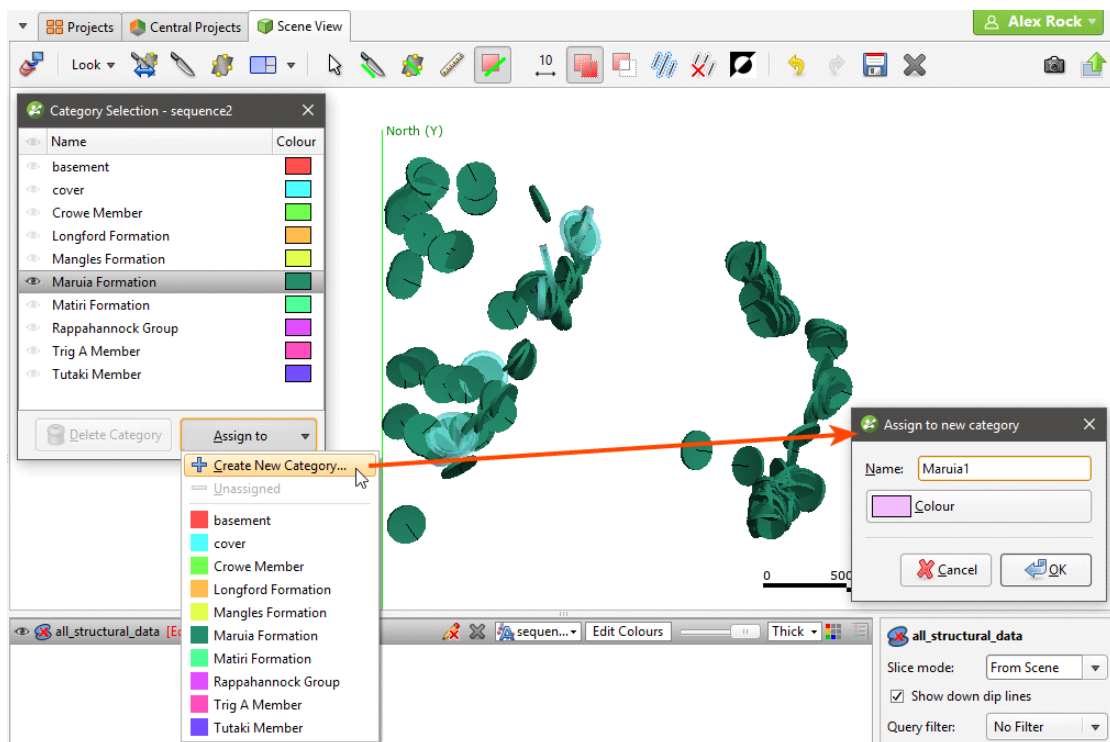 Projects
Central Projects
Scene View
Alex Rock
Look
10
Category Selection - sequence2
Name Colour
basement
cover
Crowe Member
Longford Formation
Mangles Formation
Maruia Formation
Matiri Formation
Rappahannock Group
Trig A Member
Tutaki Member
Delete Category
Assign to
Create New Category...
Unassigned
basement
cover
Crowe Member
Longford Formation
Mangles Formation
Maruia Formation
Matiri Formation
Rappahannock Group
Trig A Member
Tutaki Member
North (Y)
0 500
Assign to new category
Name: Maruia1
Colour
Cancel OK
all_structural_data
sequen... Edit Colours Thick
all_structural_data
Slice mode: From Scene
Show down dip lines
Query filter: No Filter